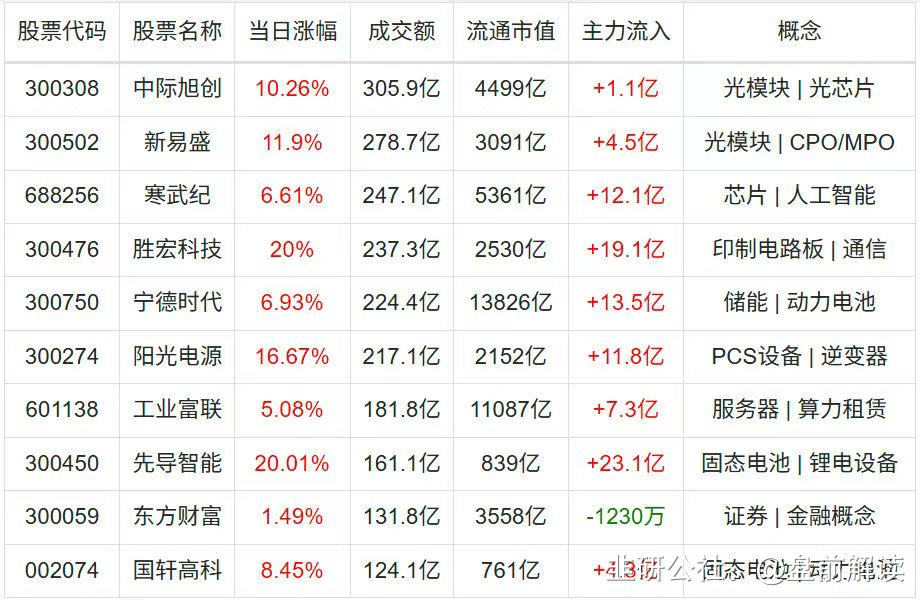 股票代码 股票名称 当日涨幅 成交额 流通市值 主力流入 概念
300308 中际旭创 10.26% 305.9亿 4499亿 +1.1亿 光模块 | 光芯片
300502 新易盛 11.9% 278.7亿 3091亿 +4.5亿 光模块 | CPO/MPO
688256 寒武纪 6.61% 247.1亿 5361亿 +12.1亿 芯片 | 人工智能
300476 胜宏科技 20% 237.3亿 2530亿 +19.1亿 印制电路板 | 通信
300750 宁德时代 6.93% 224.4亿 13826亿 +13.5亿 储能 | 动力电池
300274 阳光电源 16.67% 217.1亿 2152亿 +11.8亿 PCS设备 | 逆变器
601138 工业富联 5.08% 181.8亿 11087亿 +7.3亿 服务器 | 算力租赁
300450 先导智能 20.01% 161.1亿 839亿 +23.1亿 固态电池 | 锂电设备
300059 东方财富 1.49% 131.8亿 3558亿 -1230万 证券 | 金融概念
002074 国轩高科 8.45% 124.1亿 761亿
研公社 @盘前解读